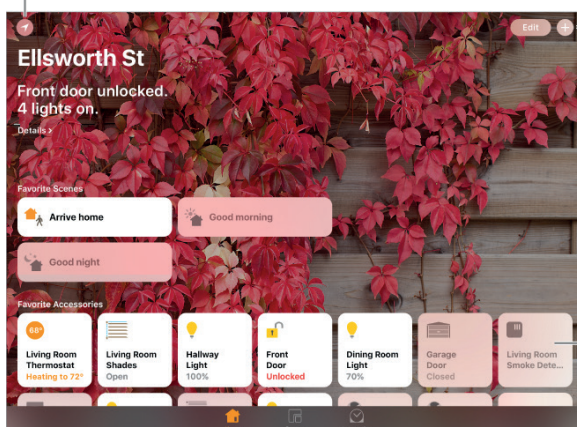 Edit
Ellsworth St
Front door unlocked.
4 lights on.
Details >
Favorite Scenes
Arrive home
Good morning
Good night
Favorite Accessories
68°
Living Room
Thermostat
Heating to 72°
Living Room
Shades
Open
Hallway
Light
100%
Front
Door
Unlocked
Dining Room
Light
70%
Garage
Door
Closed
Living Room
Smoke Dete...